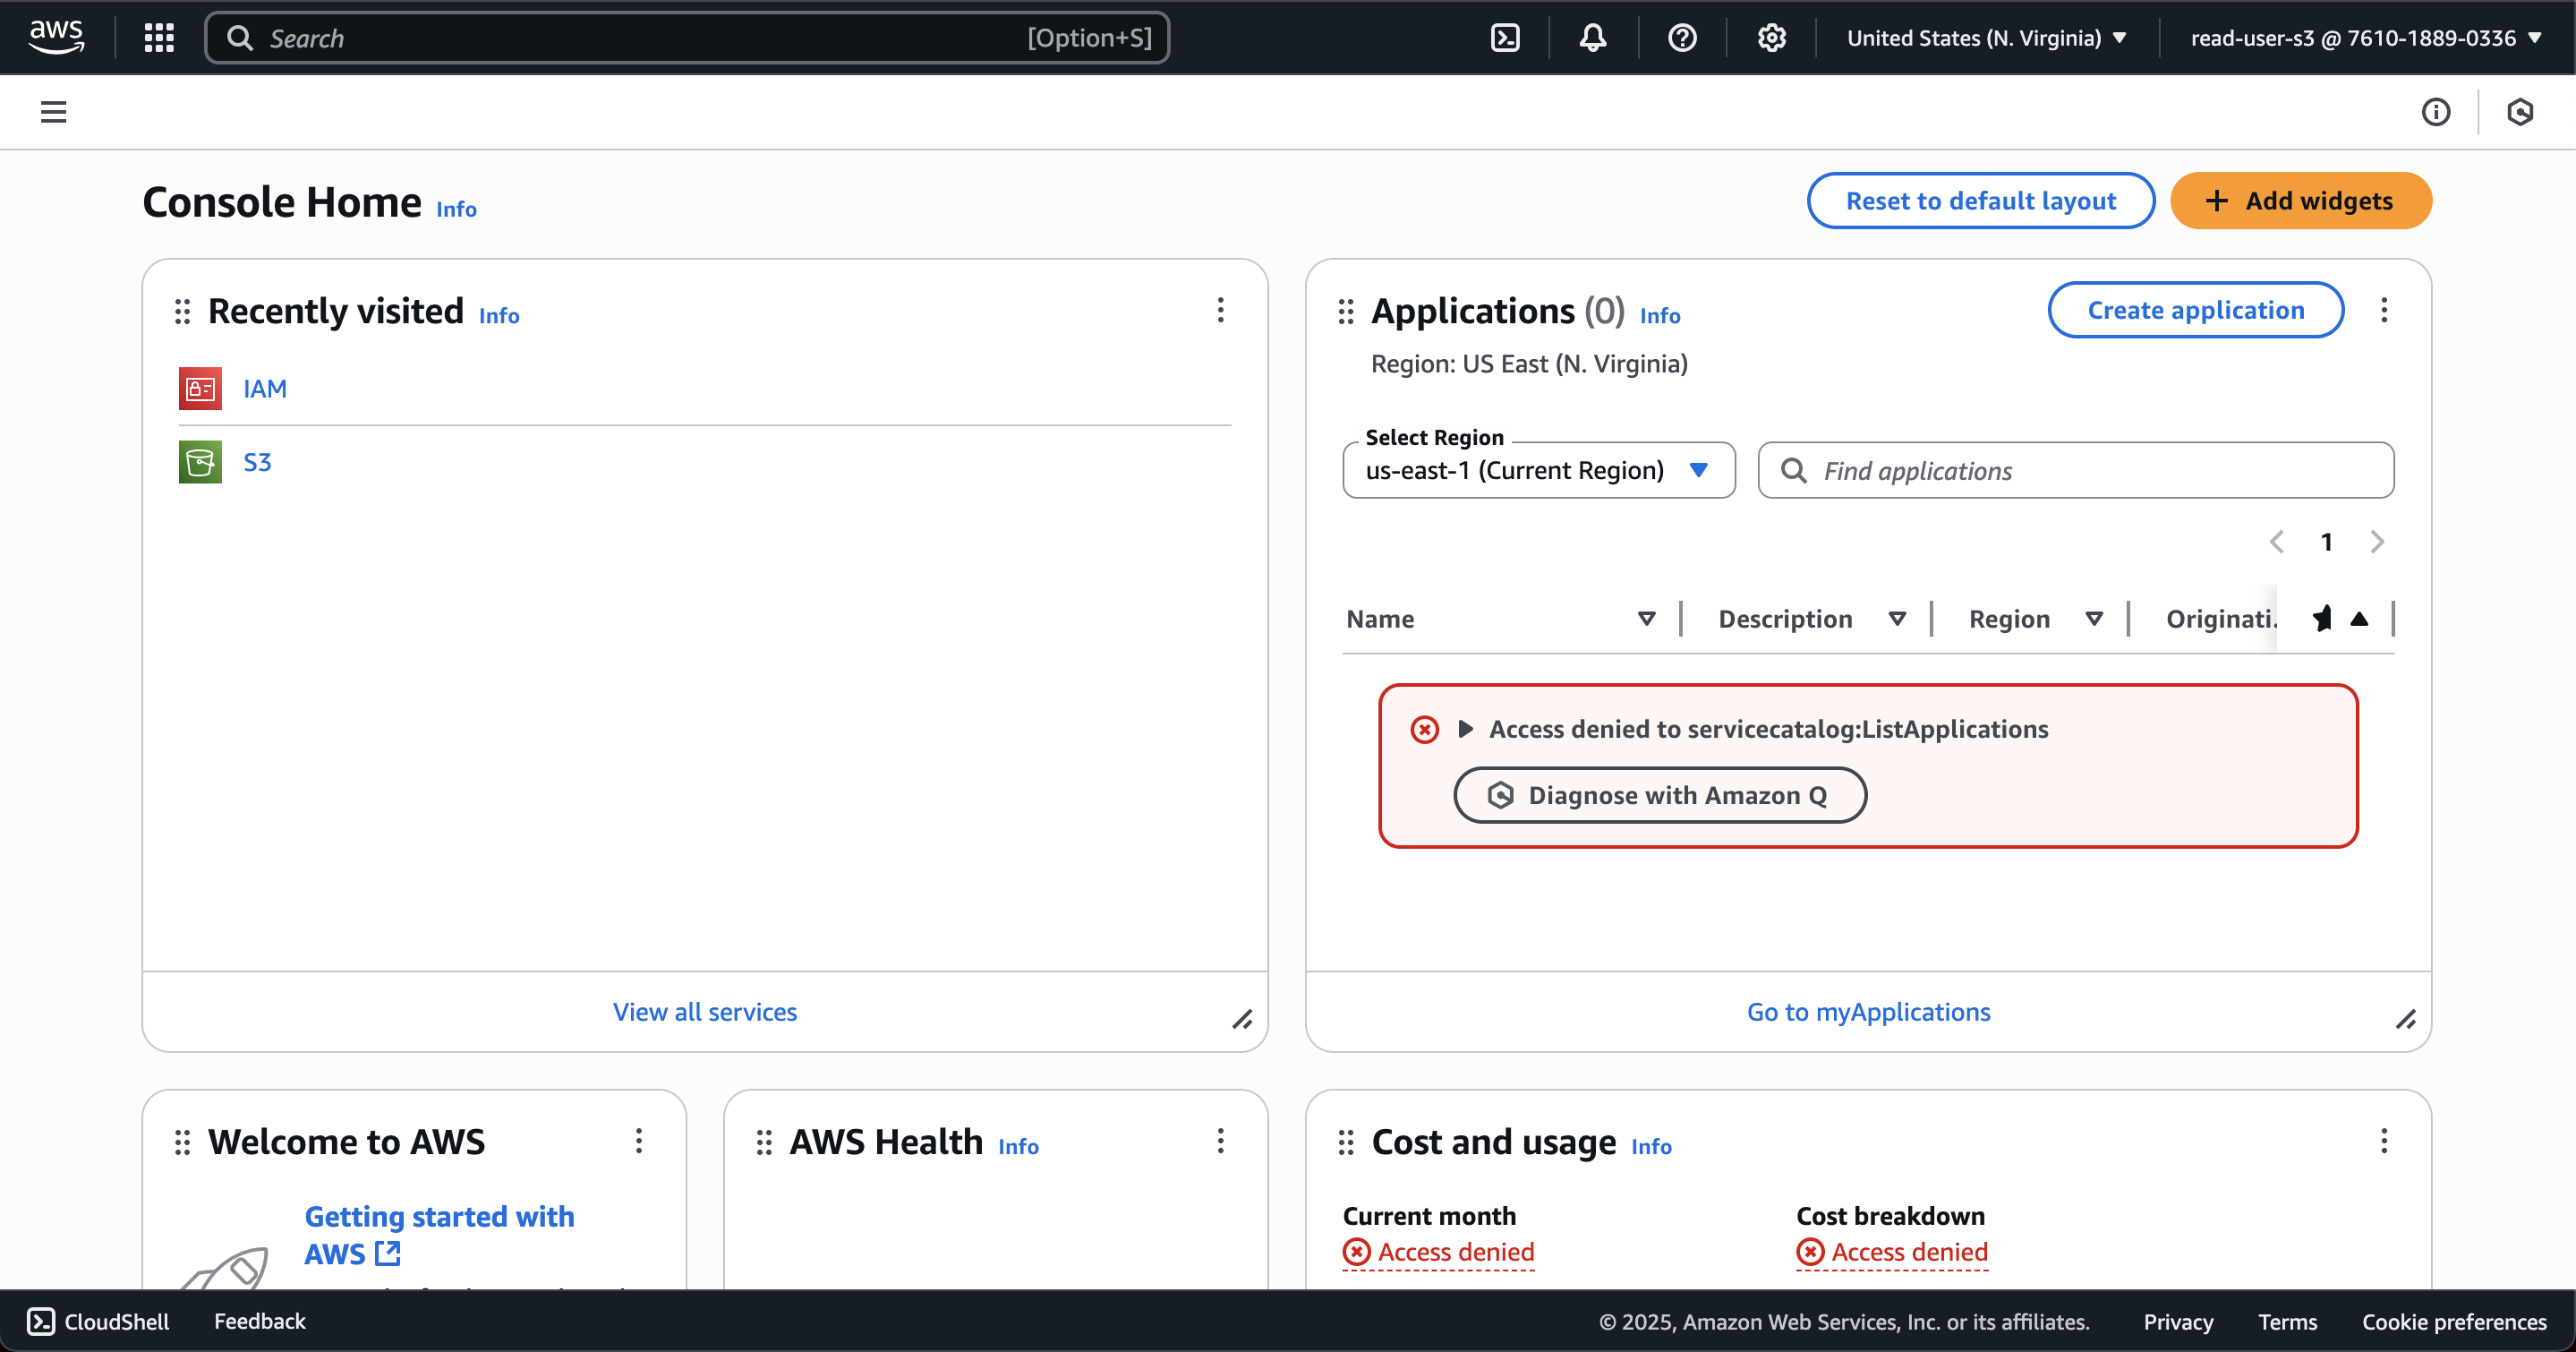 aws
Search
[Option+S]
United States (N. Virginia)
read-user-s3 @ 7610-1889-0336
Console Home
Info
Reset to default layout
Add widgets
Recently visited
Info
IAM
S3
View all services
Applications (0)
Info
Create application
Region: US East (N. Virginia)
Select Region
us-east-1 (Current Region)
Find applications
1
Name
Description
Region
Originati.
Access denied to servicecatalog:ListApplications
Diagnose with Amazon Q
Go to myApplications
Welcome to AWS
Getting started with
AWS
AWS Health
Info
Cost and usage
Info
Current month
Access denied
Cost breakdown
Access denied
CloudShell
Feedback
© 2025, Amazon Web Services, Inc. or its affiliates.
Privacy
Terms
Cookie preferences